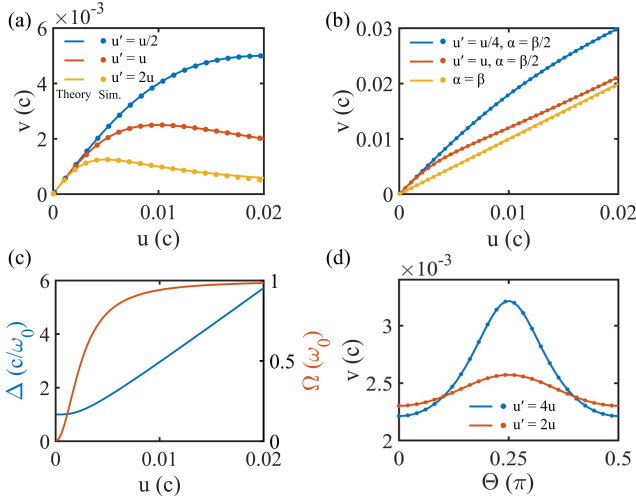 (a)
×10⁻³
6
4
2
0
v (c)
u′ = u/2
u′ = u
u′ = 2u
Theory Sim.
0
0.01
0.02
u (c)
(b)
0.03
0.02
0.01
0
v (c)
u′ = u/4, α = β/2
u′ = u, α = β/2
α = β
0
0.01
0.02
u (c)
(c)
6
4
2
0
Δ (c/ω₀)
1
0.5
0
Ω (ω₀)
0
0.01
0.02
u (c)
(d)
×10⁻³
3
2.5
2
v (c)
u′ = 4u
u′ = 2u
0
0.25
0.5
Θ (π)